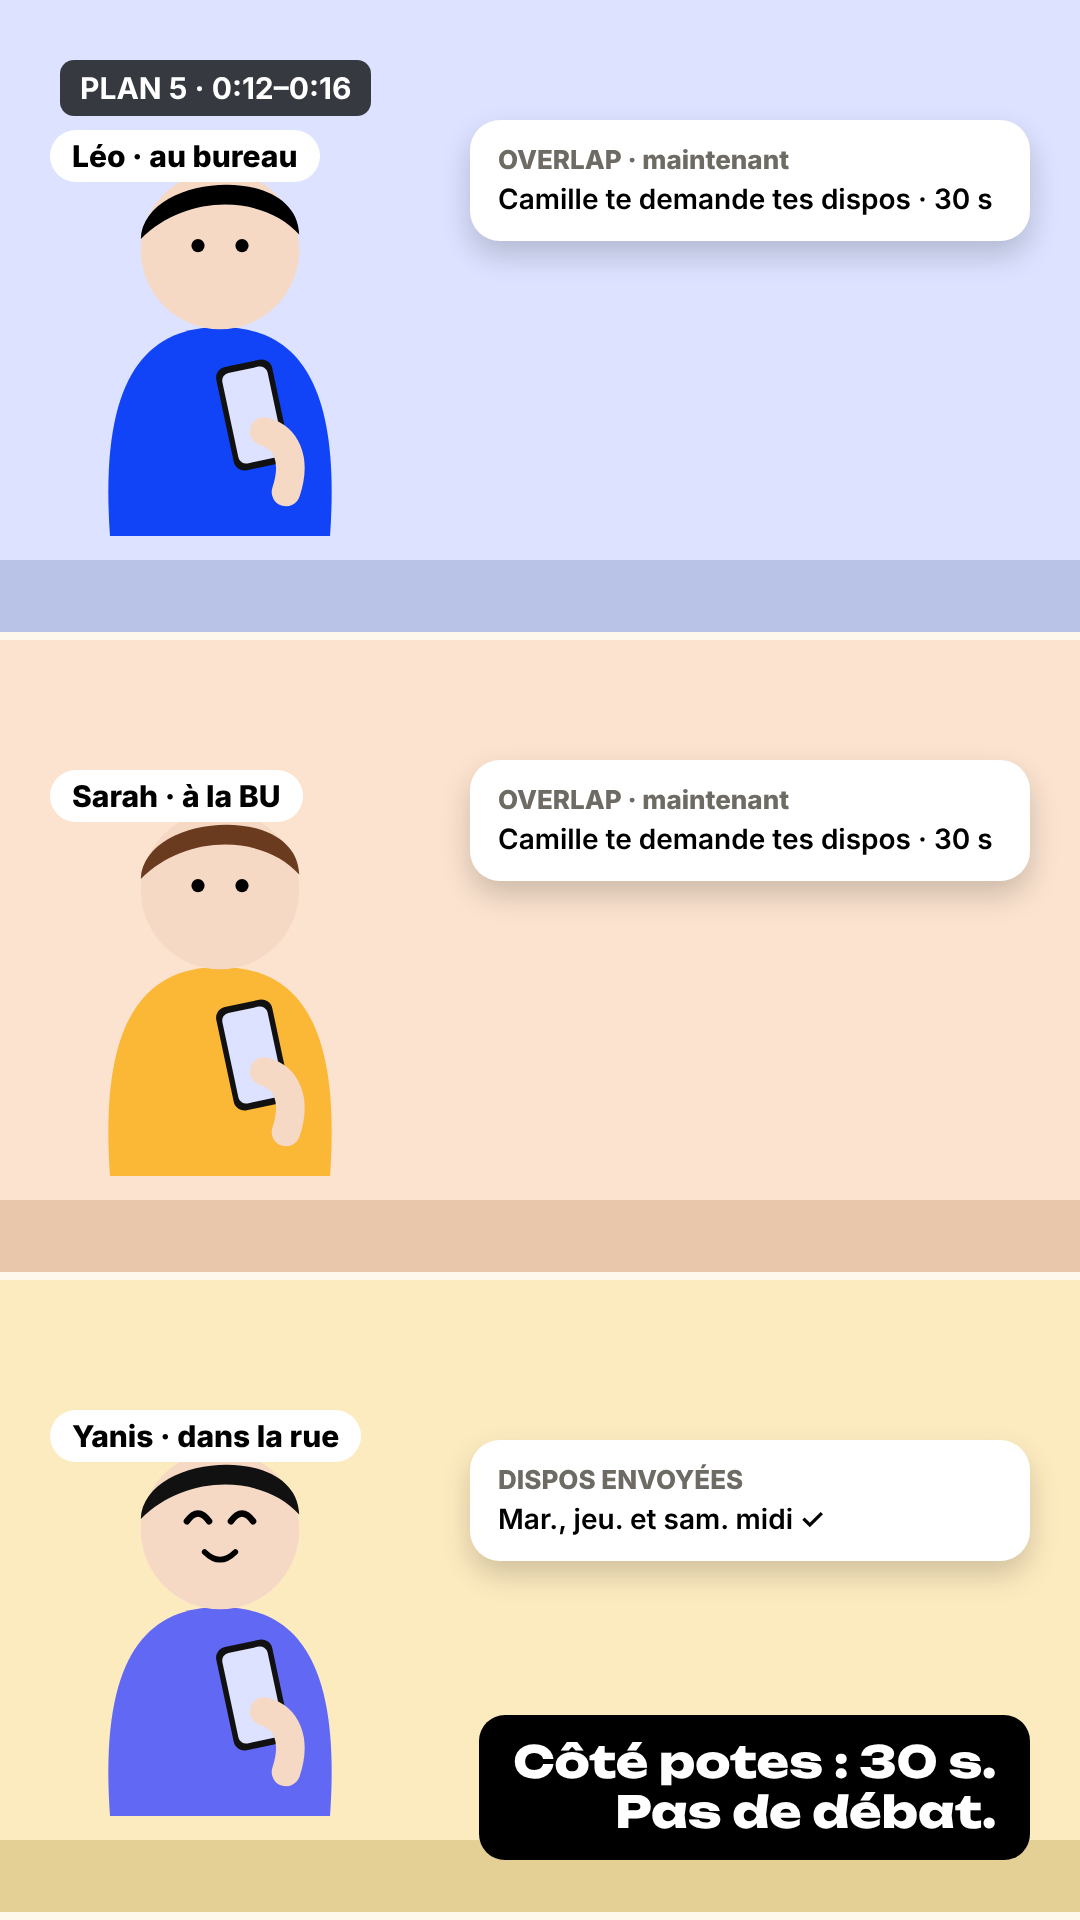 PLAN 5 · 0:12–0:16
Léo · au bureau
OVERLAP · maintenant
Camille te demande tes dispos · 30 s
Sarah · à la BU
OVERLAP · maintenant
Camille te demande tes dispos · 30 s
Yanis · dans la rue
DISPOS ENVOYÉES
Mar., jeu. et sam. midi ✓
Côté potes : 30 s.
Pas de débat.